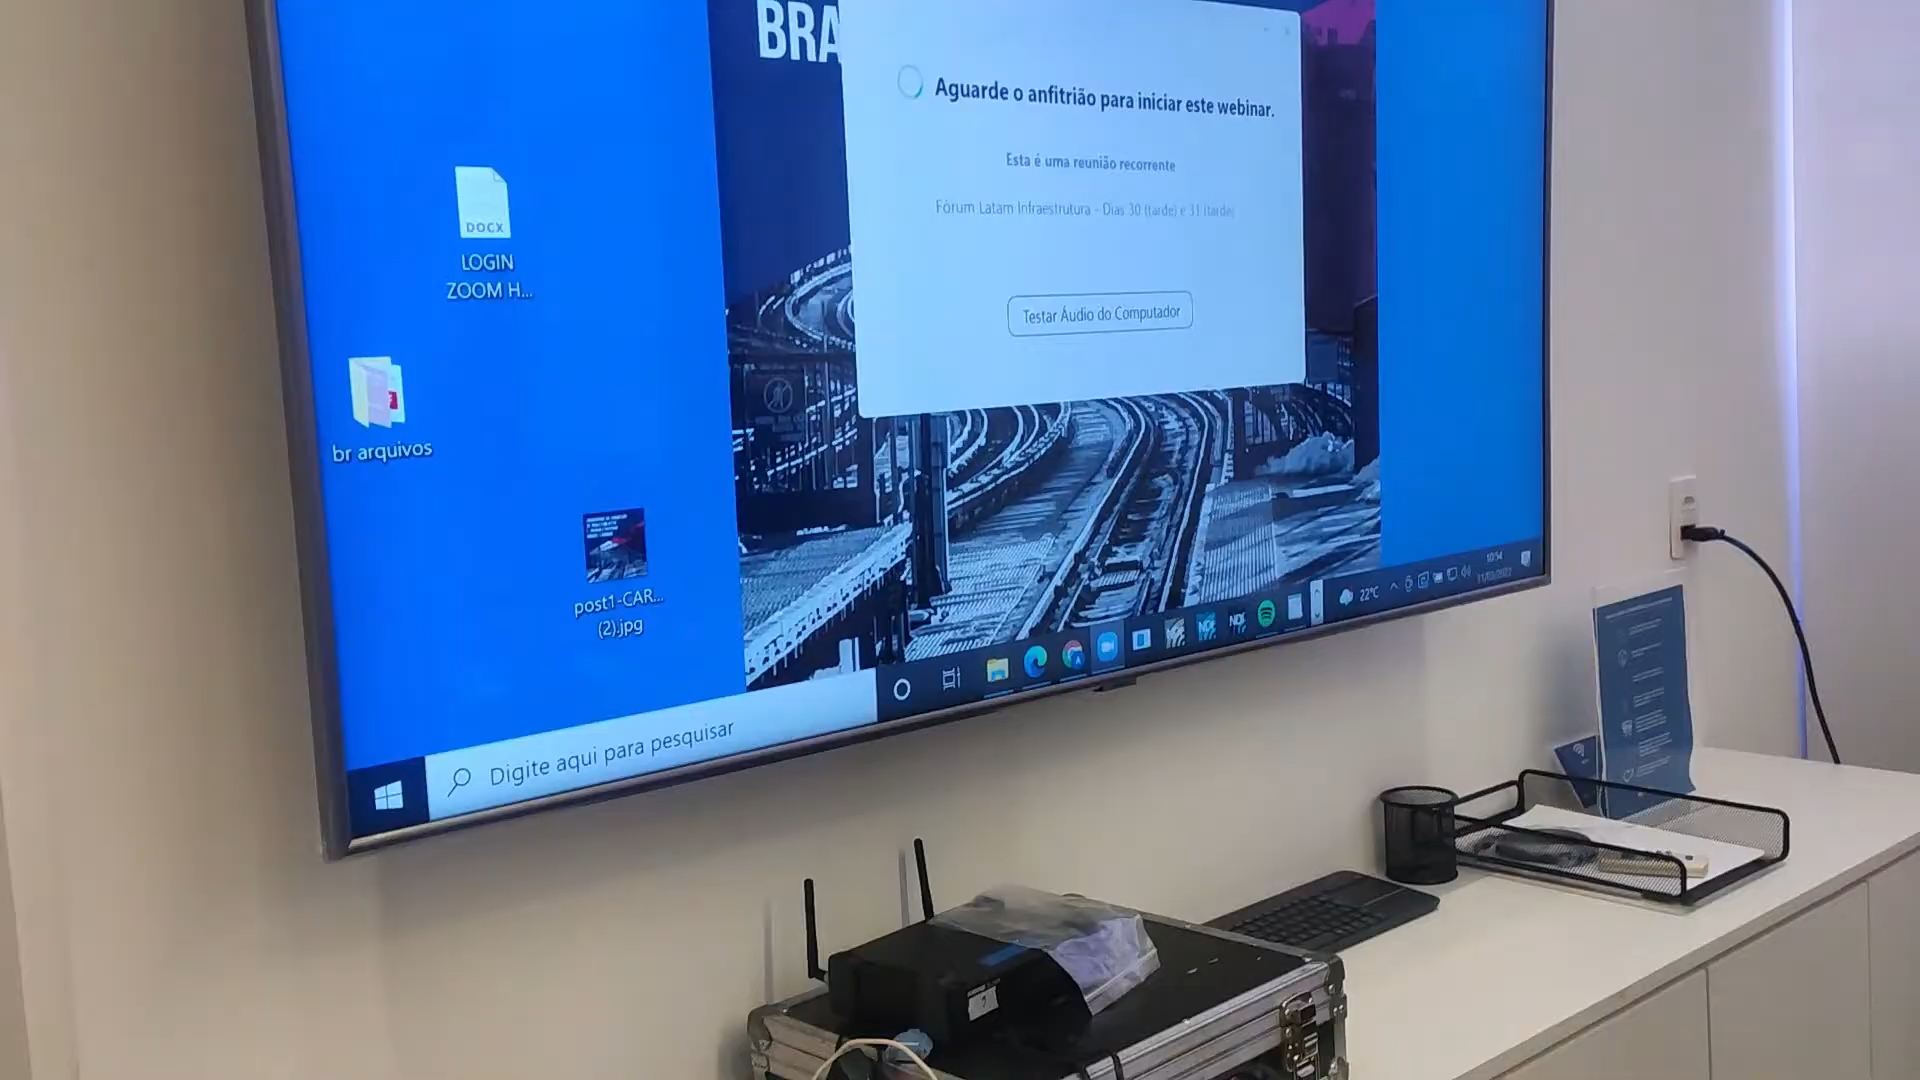 BRA
Aguarde o anfitrião para iniciar este webinar.
Esta é uma reunião recorrente
Fórum Latam Infraestrutura - Dias 30 (tarde) e 31 (tarde)
Testar Áudio do Computador
DOCX
LOGIN
ZOOM H...
br arquivos
post1-CAR...
(2).jpg
Digite aqui para pesquisar
22°C
10:54